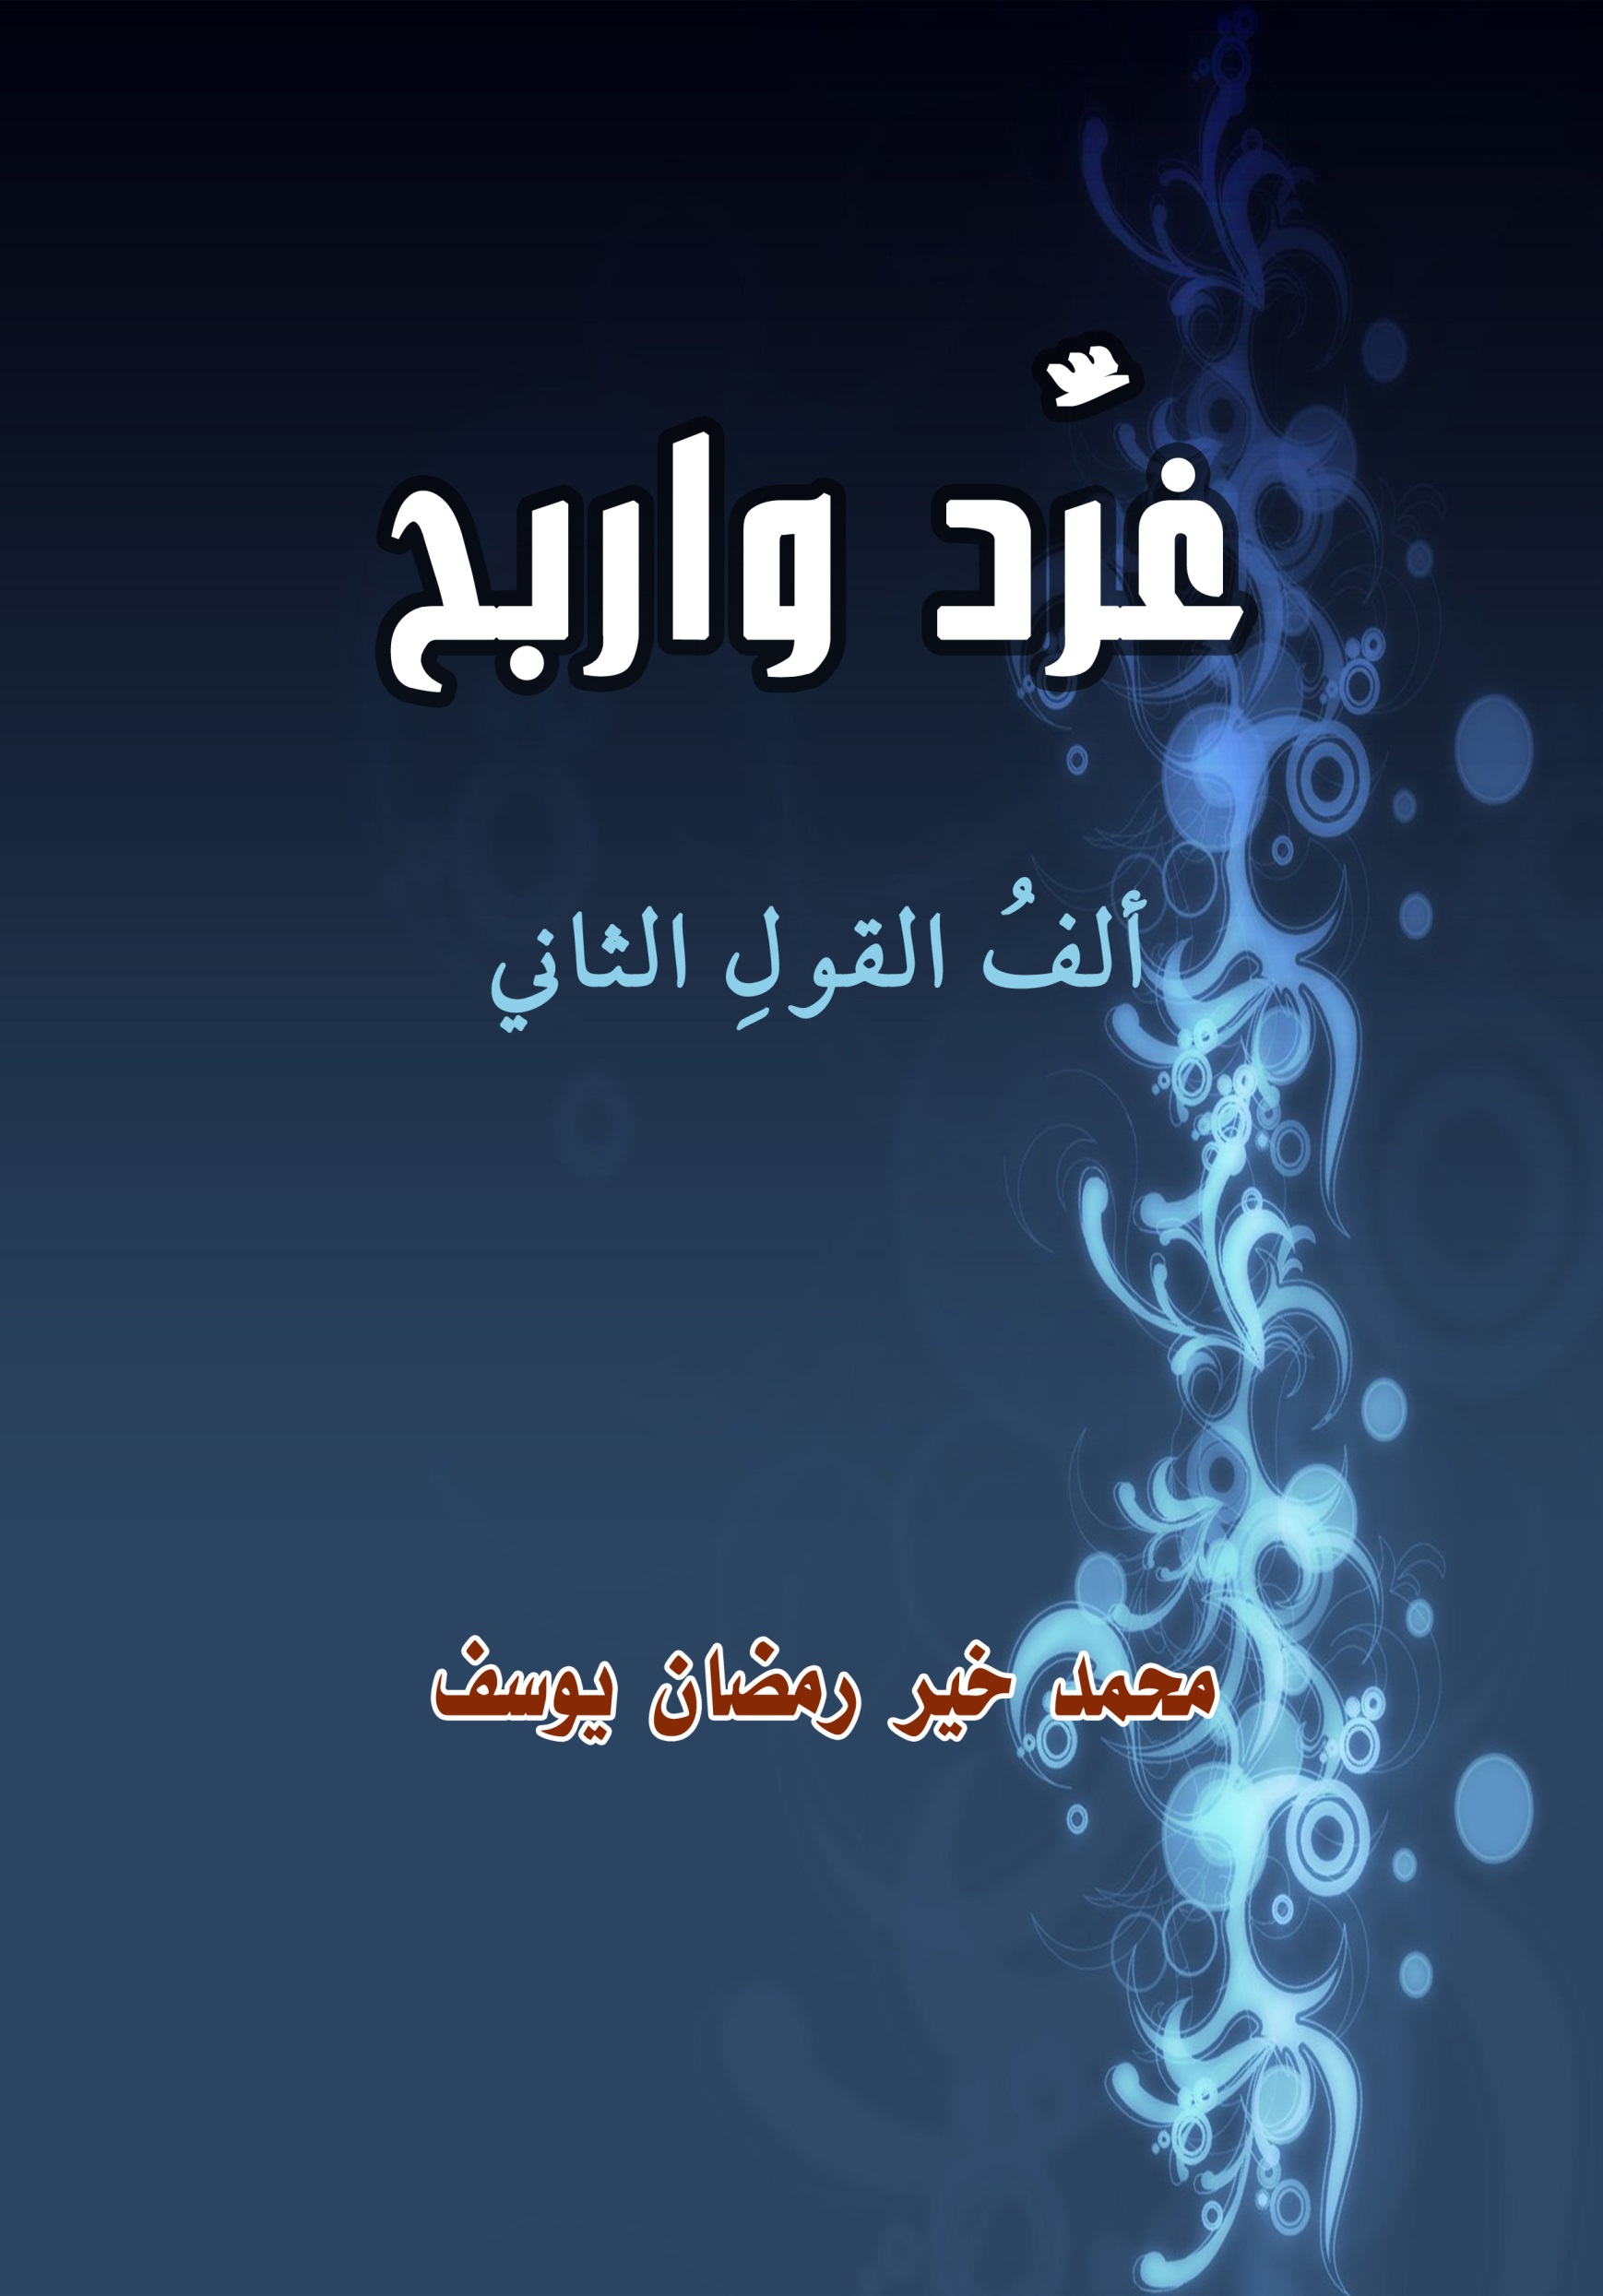 غرّد واربح
ألفُ القولِ الثاني
محمد خير رمضان يوسف